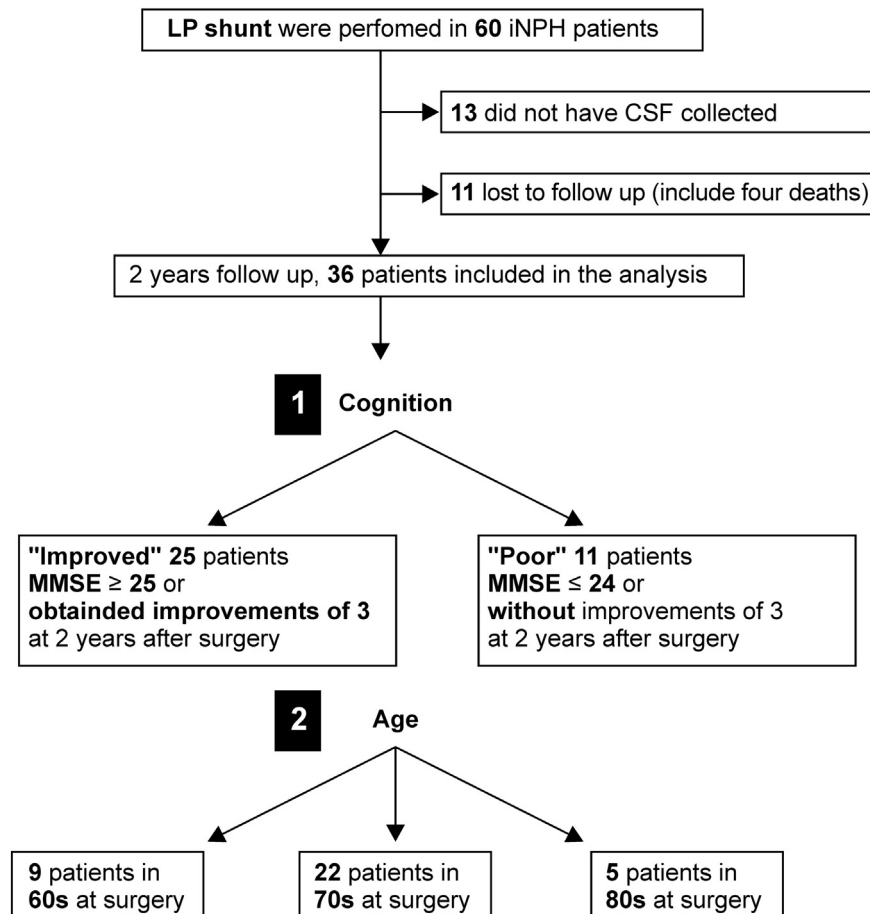 LP shunt were perfomed in 60 iNPH patients
13 did not have CSF collected
11 lost to follow up (include four deaths)
2 years follow up, 36 patients included in the analysis
1 Cognition
"Improved" 25 patients
MMSE ≥ 25 or
obtainded improvements of 3
at 2 years after surgery
"Poor" 11 patients
MMSE ≤ 24 or
without improvements of 3
at 2 years after surgery
2 Age
9 patients in
60s at surgery
22 patients in
70s at surgery
5 patients in
80s at surgery